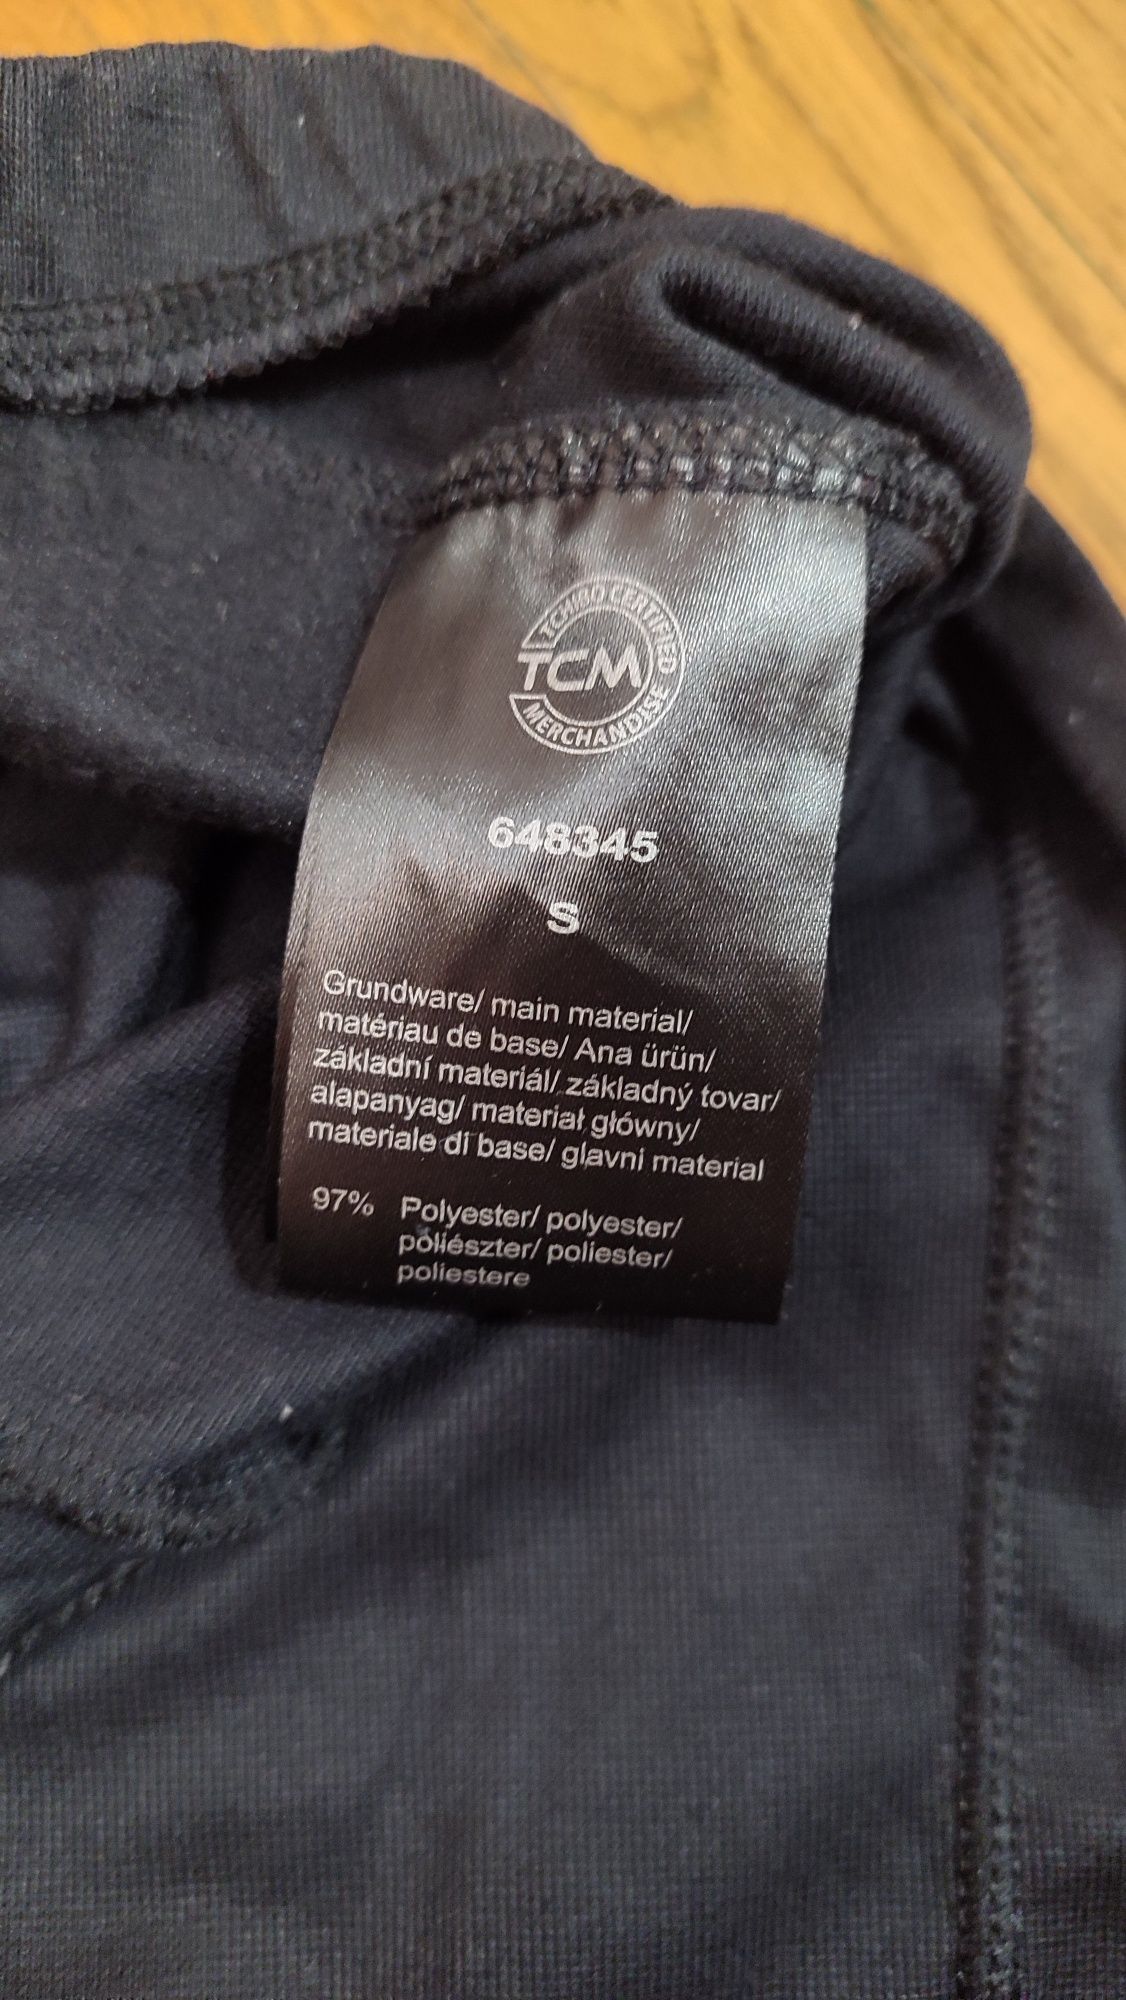 TCHIBO CERTIFIED
TCM
MERCHANDISE
648345
S
Grundware/ main material/
matériau de base/ Ana ürün/
základní materiál/ základný tovar/
alapanyag/ materiał główny/
materiale di base/ glavni material
97% Polyester/ polyester/
poliészter/ poliester/
poliestere